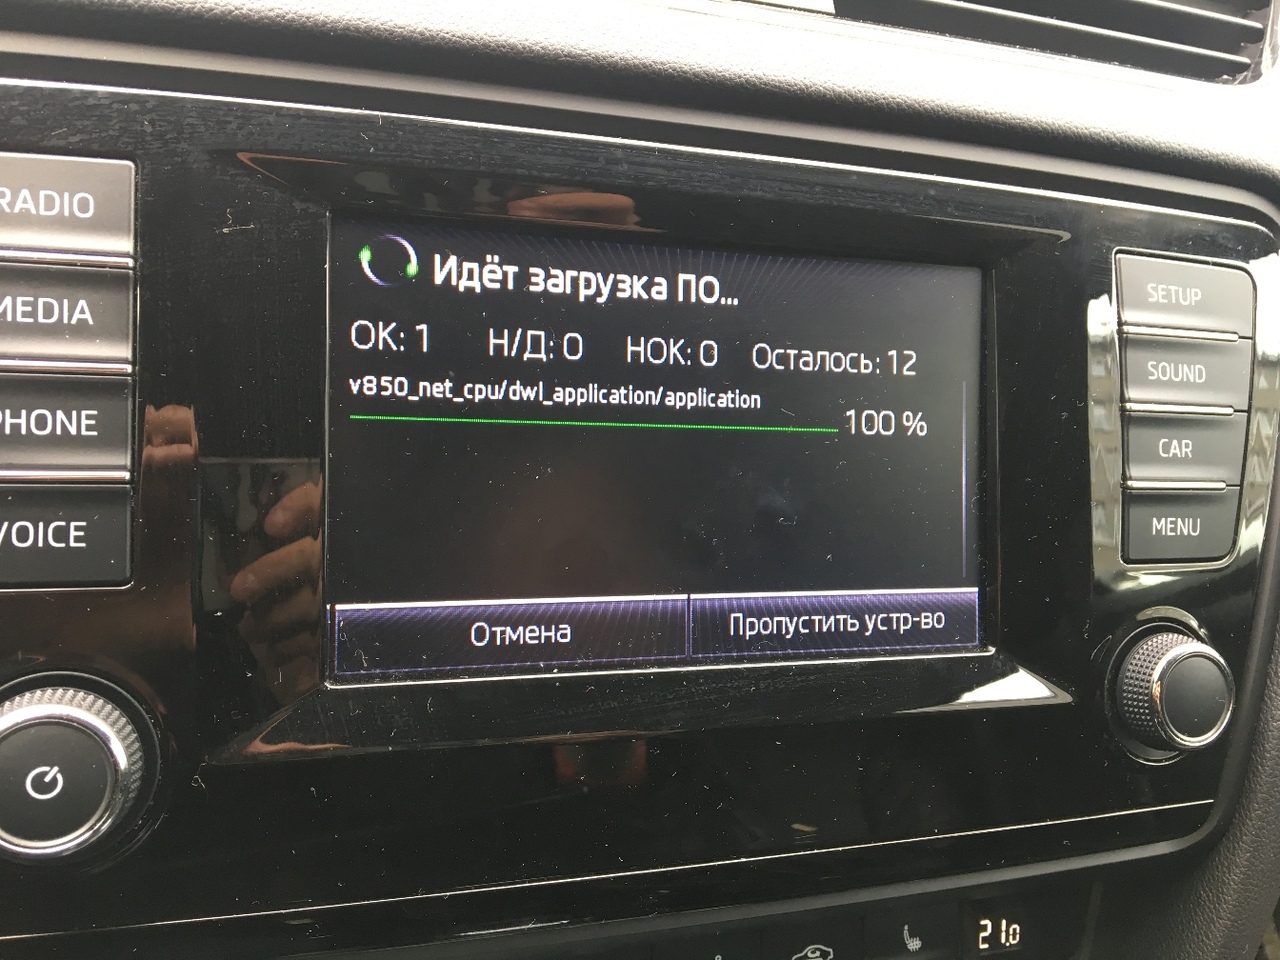 RADIO
MEDIA
PHONE
VOICE
Идёт загрузка ПО...
OK: 1 Н/Д: 0 НОК: 0 Осталось: 12
v850_net_cpu/dwl_application/application
100 %
Отмена
Пропустить устр-во
SETUP
SOUND
CAR
MENU
21.0